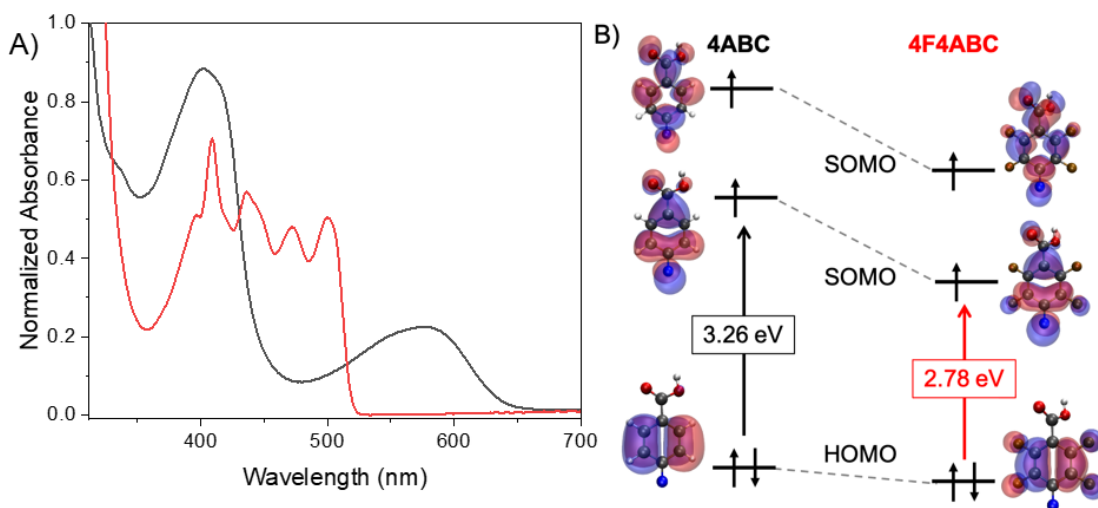 A)
1.0
0.8
0.6
0.4
0.2
0.0
Normalized Absorbance
400
500
600
700
Wavelength (nm)
B)
4ABC
4F4ABC
SOMO
SOMO
3.26 eV
2.78 eV
HOMO